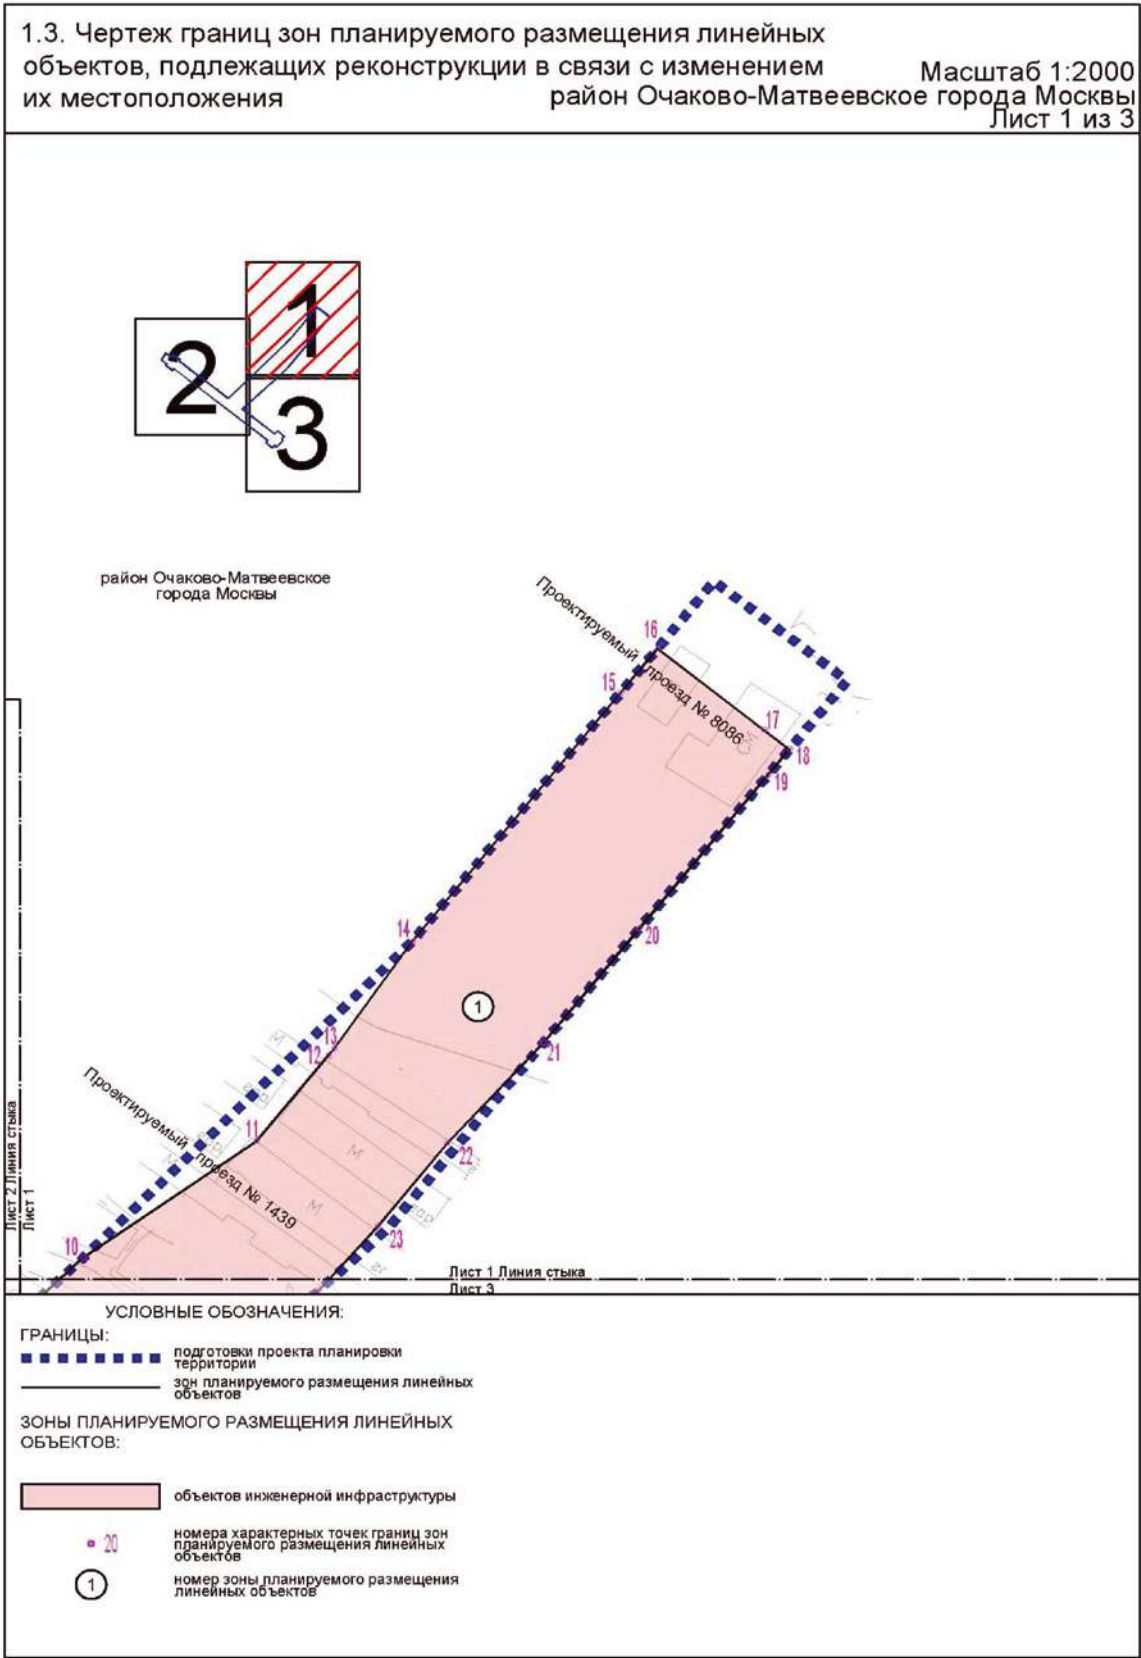 1.3. Чертеж границ зон планируемого размещения линейных
объектов, подлежащих реконструкции в связи с изменением
их местоположения
Масштаб 1:2000
район Очаково-Матвеевское города Москвы
Лист 1 из 3
1
2
3
район Очаково-Матвеевское
города Москвы
Проектируемый
проезд № 8086
16
15
17
18
19
14
20
1
21
13
12
М
гар
Проектируемый
проезд № 1439
11
22
М
М
М
гар
23
10
Лист 2 Линия стыка
Лист 1
Лист 1 Линия стыка
Лист 3
УСЛОВНЫЕ ОБОЗНАЧЕНИЯ:
ГРАНИЦЫ:
подготовки проекта планировки
территории
зон планируемого размещения линейных
объектов
ЗОНЫ ПЛАНИРУЕМОГО РАЗМЕЩЕНИЯ ЛИНЕЙНЫХ
ОБЪЕКТОВ:
объектов инженерной инфраструктуры
20
номера характерных точек границ зон
планируемого размещения линейных
объектов
1
номер зоны планируемого размещения
линейных объектов